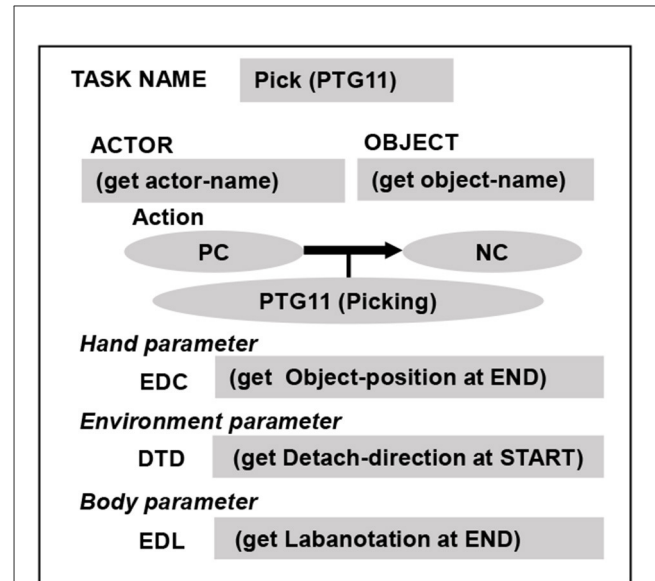 TASK NAME Pick (PTG11)
ACTOR OBJECT
(get actor-name) (get object-name)
Action
PC NC
PTG11 (Picking)
Hand parameter
EDC (get Object-position at END)
Environment parameter
DTD (get Detach-direction at START)
Body parameter
EDL (get Labanotation at END)